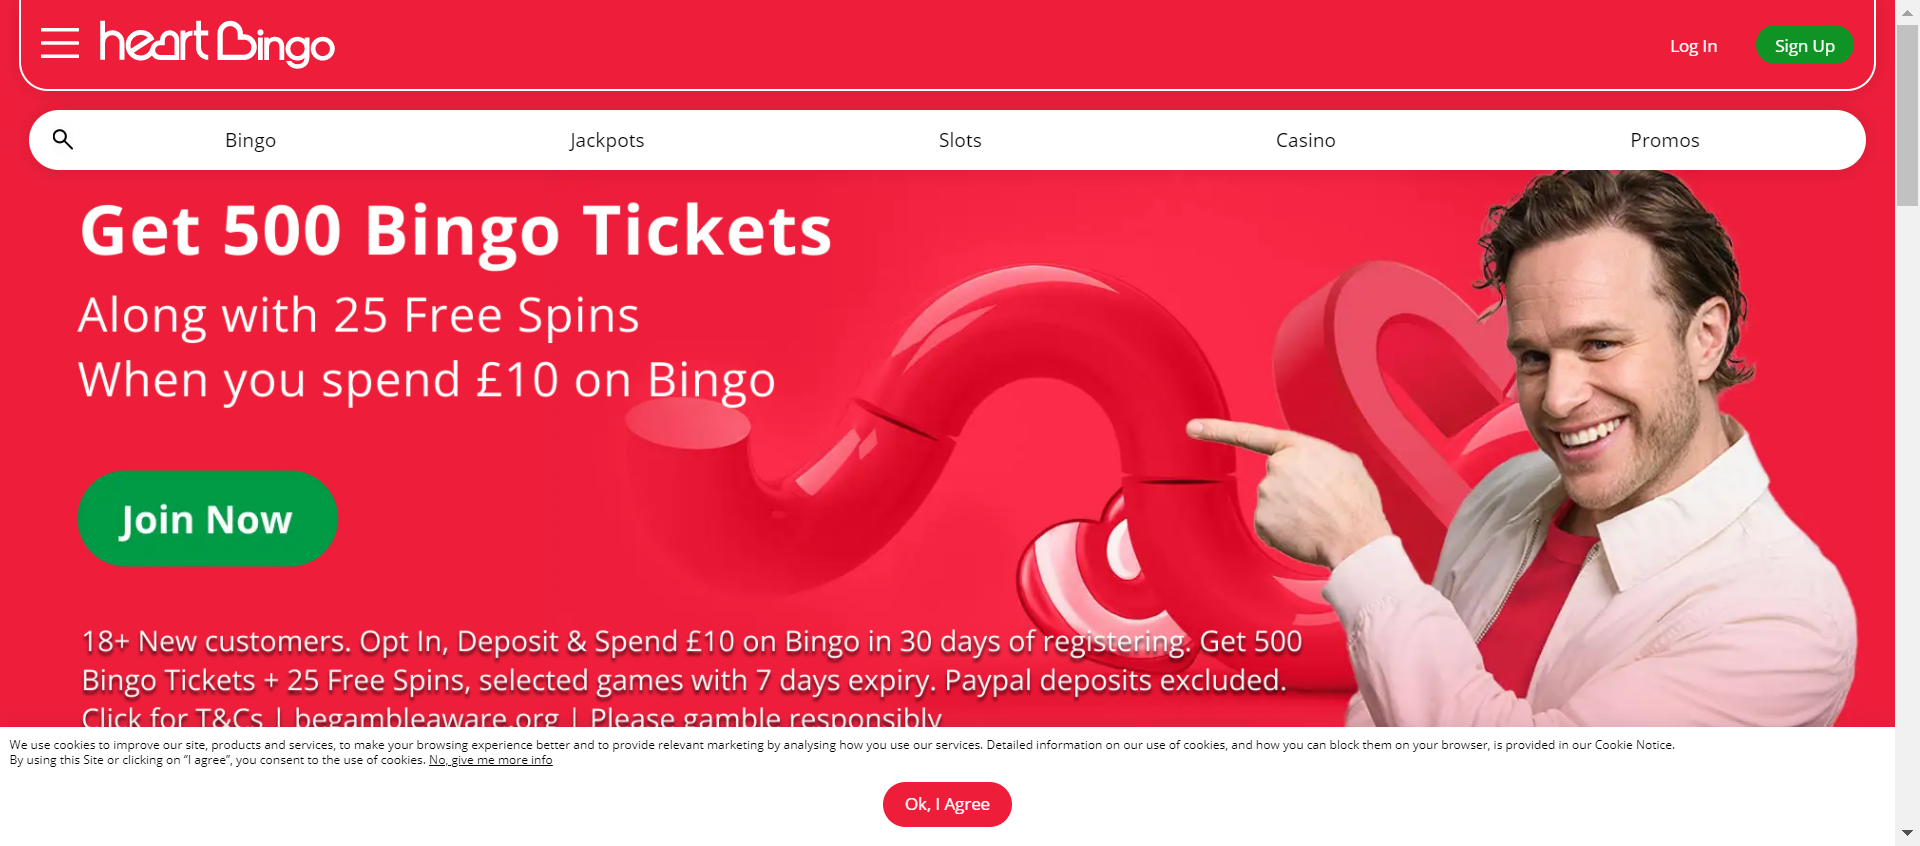 heart Bingo
Log In
Sign Up
Bingo
Jackpots
Slots
Casino
Promos
Get 500 Bingo Tickets
Along with 25 Free Spins
When you spend £10 on Bingo
Join Now
18+ New customers. Opt In, Deposit & Spend £10 on Bingo in 30 days of registering. Get 500
Bingo Tickets + 25 Free Spins, selected games with 7 days expiry. Paypal deposits excluded.
Click for T&Cs | begambleaware.org | Please gamble responsibly
We use cookies to improve our site, products and services, to make your browsing experience better and to provide relevant marketing by analysing how you use our services. Detailed information on our use of cookies, and how you can block them on your browser, is provided in our Cookie Notice.
By using this Site or clicking on “I agree”, you consent to the use of cookies. No, give me more info
Ok, I Agree